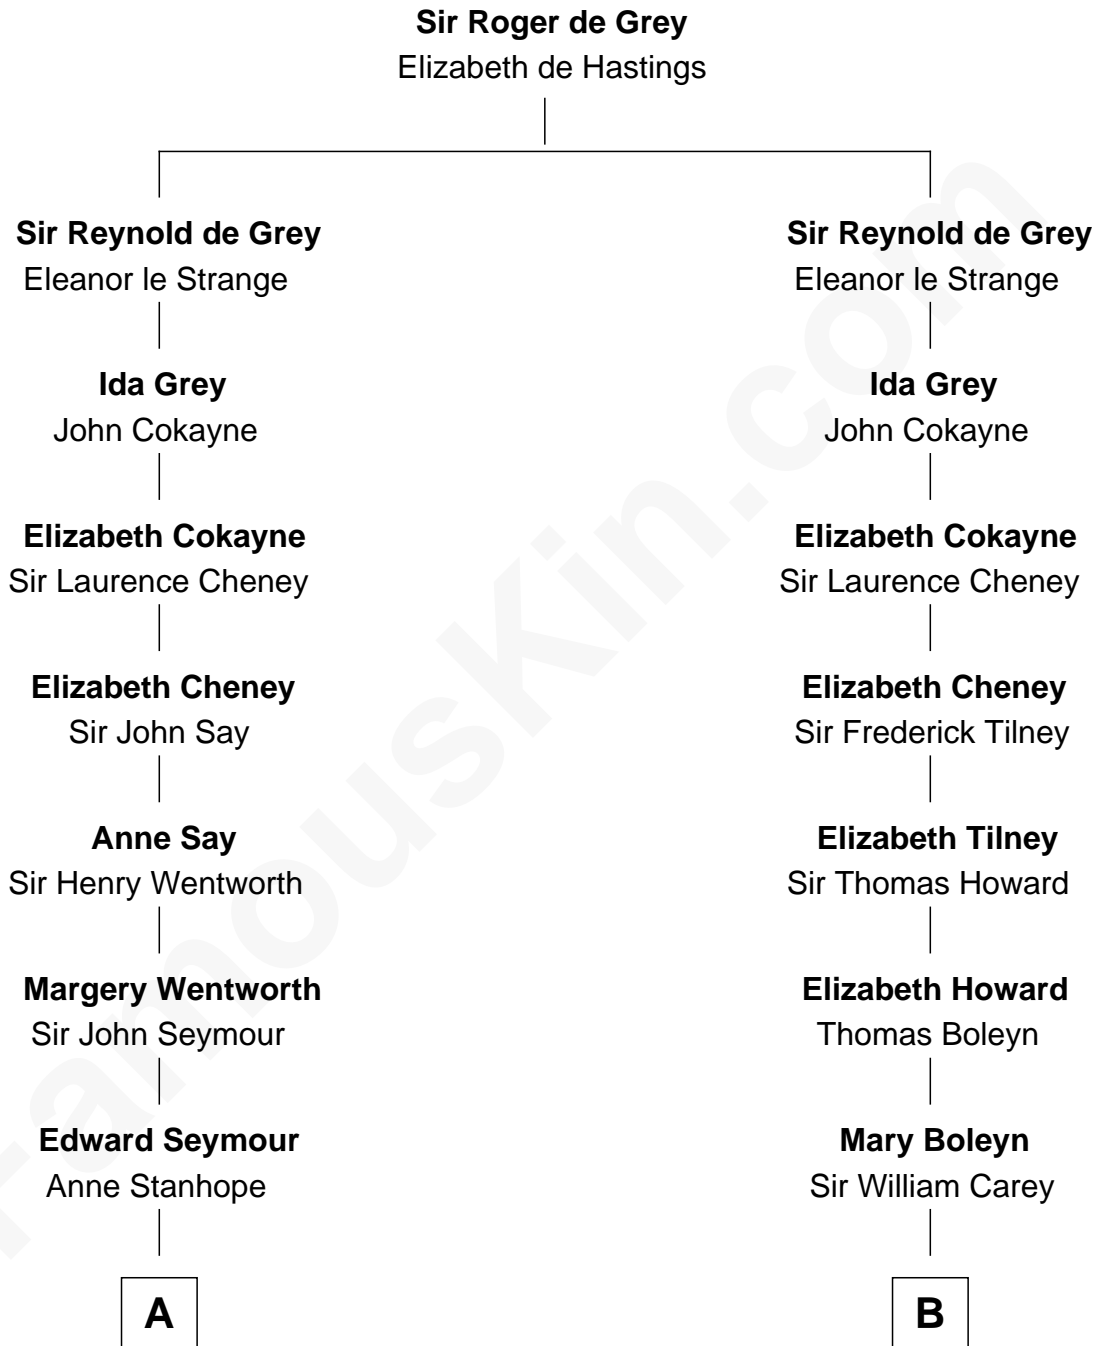 Sir Roger de Grey
Elizabeth de Hastings
Sir Reynold de Grey
Eleanor le Strange
Ida Grey
John Cokayne
Elizabeth Cokayne
Sir Laurence Cheney
Elizabeth Cheney
Sir John Say
Anne Say
Sir Henry Wentworth
Margery Wentworth
Sir John Seymour
Edward Seymour
Anne Stanhope
A
Sir Reynold de Grey
Eleanor le Strange
Ida Grey
John Cokayne
Elizabeth Cokayne
Sir Laurence Cheney
Elizabeth Cheney
Sir Frederick Tilney
Elizabeth Tilney
Sir Thomas Howard
Elizabeth Howard
Thomas Boleyn
Mary Boleyn
Sir William Carey
B
FamousKin.com